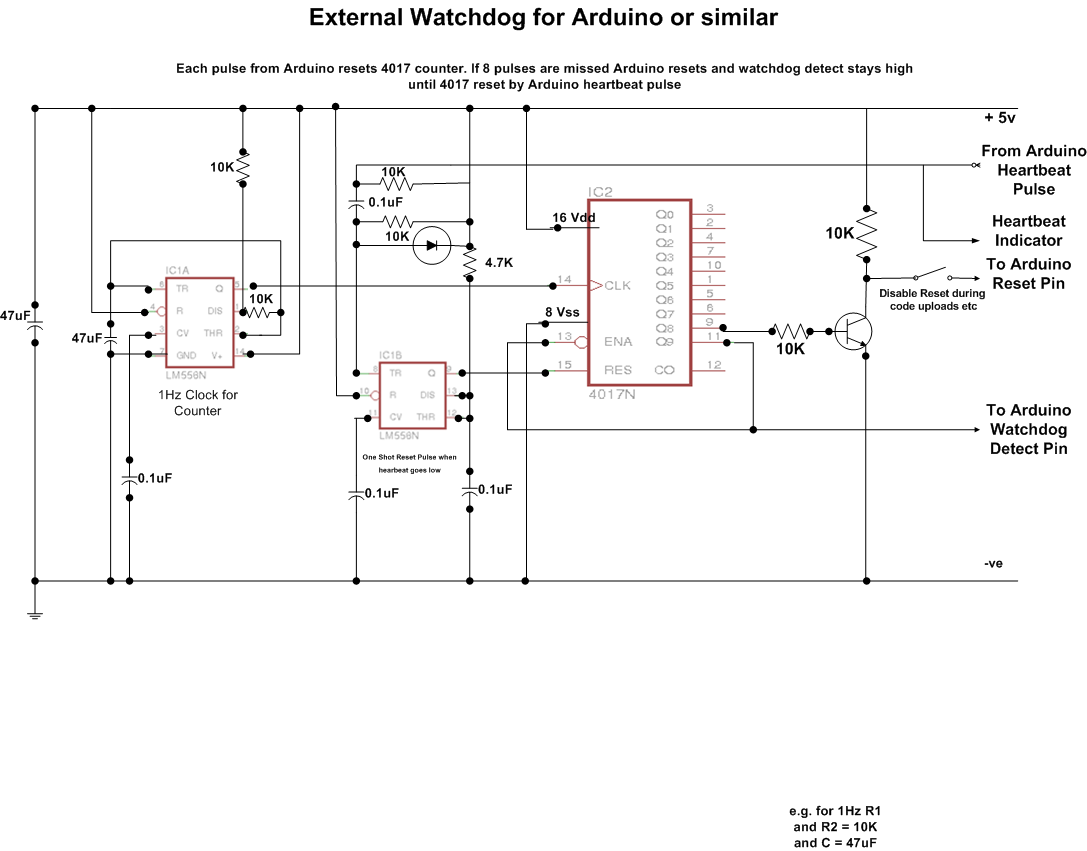 External Watchdog for Arduino or similar
Each pulse from Arduino resets 4017 counter. If 8 pulses are missed Arduino resets and watchdog detect stays high
until 4017 reset by Arduino heartbeat pulse
+ 5v
From Arduino
Heartbeat
Pulse
Heartbeat
Indicator
To Arduino
Reset Pin
Disable Reset during
code uploads etc
10K
10K
10K
0.1uF
10K
4.7K
IC2
16 Vdd
14
CLK
8 Vss
13
ENA
15
RES
4017N
Q0
3
Q1
2
Q2
4
Q3
7
Q4
10
Q5
1
Q6
5
Q7
6
Q8
9
Q9
11
CO
12
10K
IC1A
6
TR
Q
5
4
R
DIS
1
10K
3
CV
THR
2
7
GND
V+
14
LM556N
1Hz Clock for
Counter
47uF
47uF
0.1uF
IC1B
8
TR
Q
9
10
R
DIS
13
11
CV
THR
12
LM556N
One Shot Reset Pulse when
hearbeat goes low
0.1uF
0.1uF
To Arduino
Watchdog
Detect Pin
-ve
e.g. for 1Hz R1
and R2 = 10K
and C = 47uF